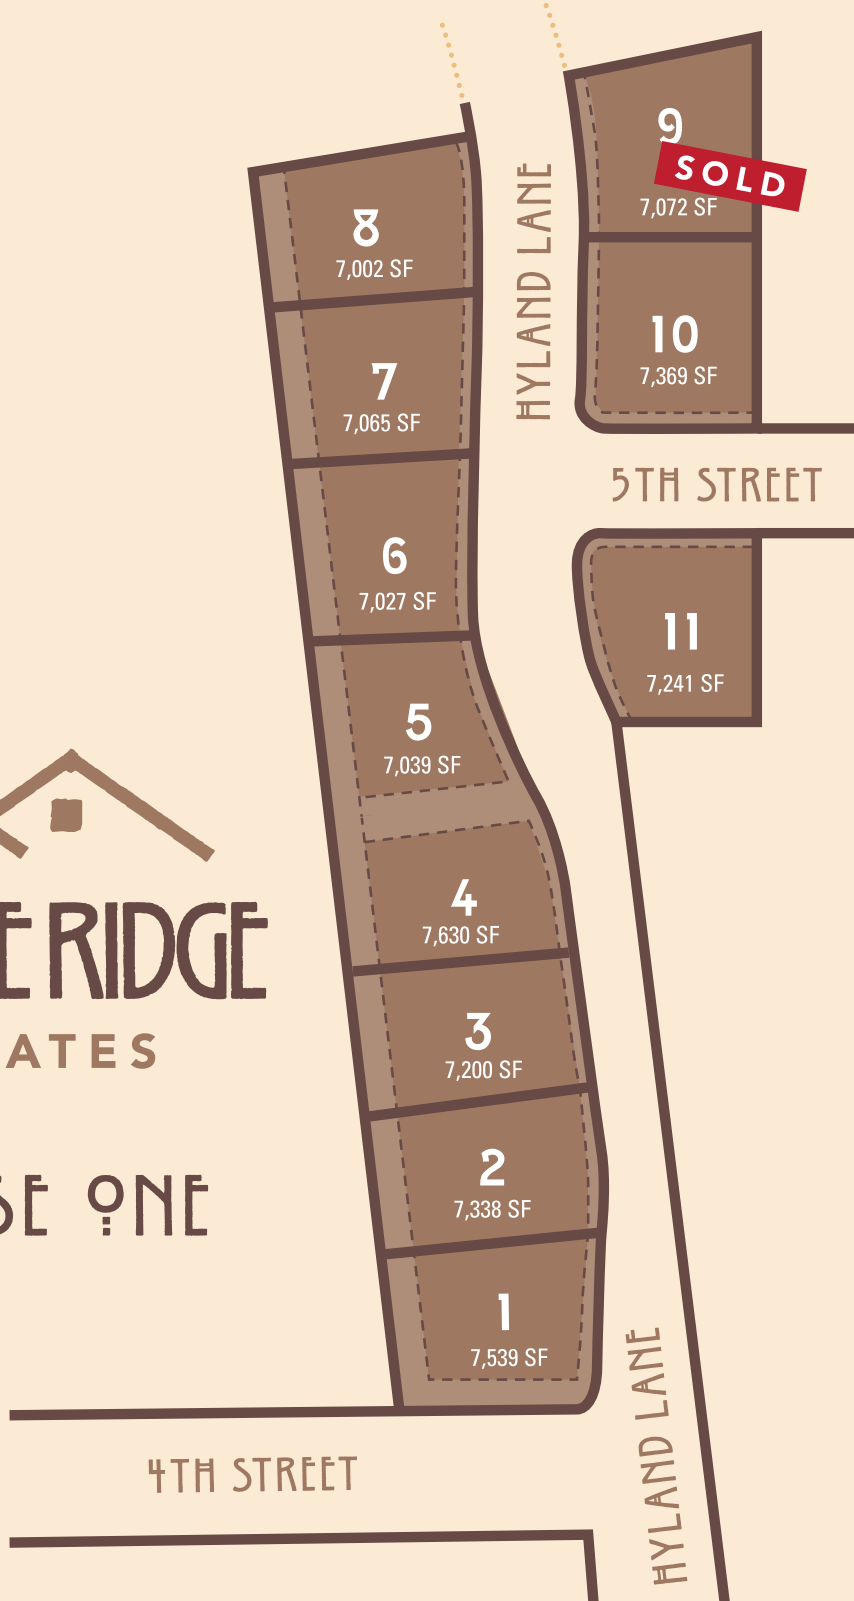 9
SOLD
7,072 SF
8
7,002 SF
HYLAND LANE
10
7,369 SF
7
7,065 SF
5TH STREET
6
7,027 SF
11
7,241 SF
5
7,039 SF
4
7,630 SF
E RIDGE
ATES
3
7,200 SF
2
7,338 SF
SE ONE
1
7,539 SF
HYLAND LANE
4TH STREET